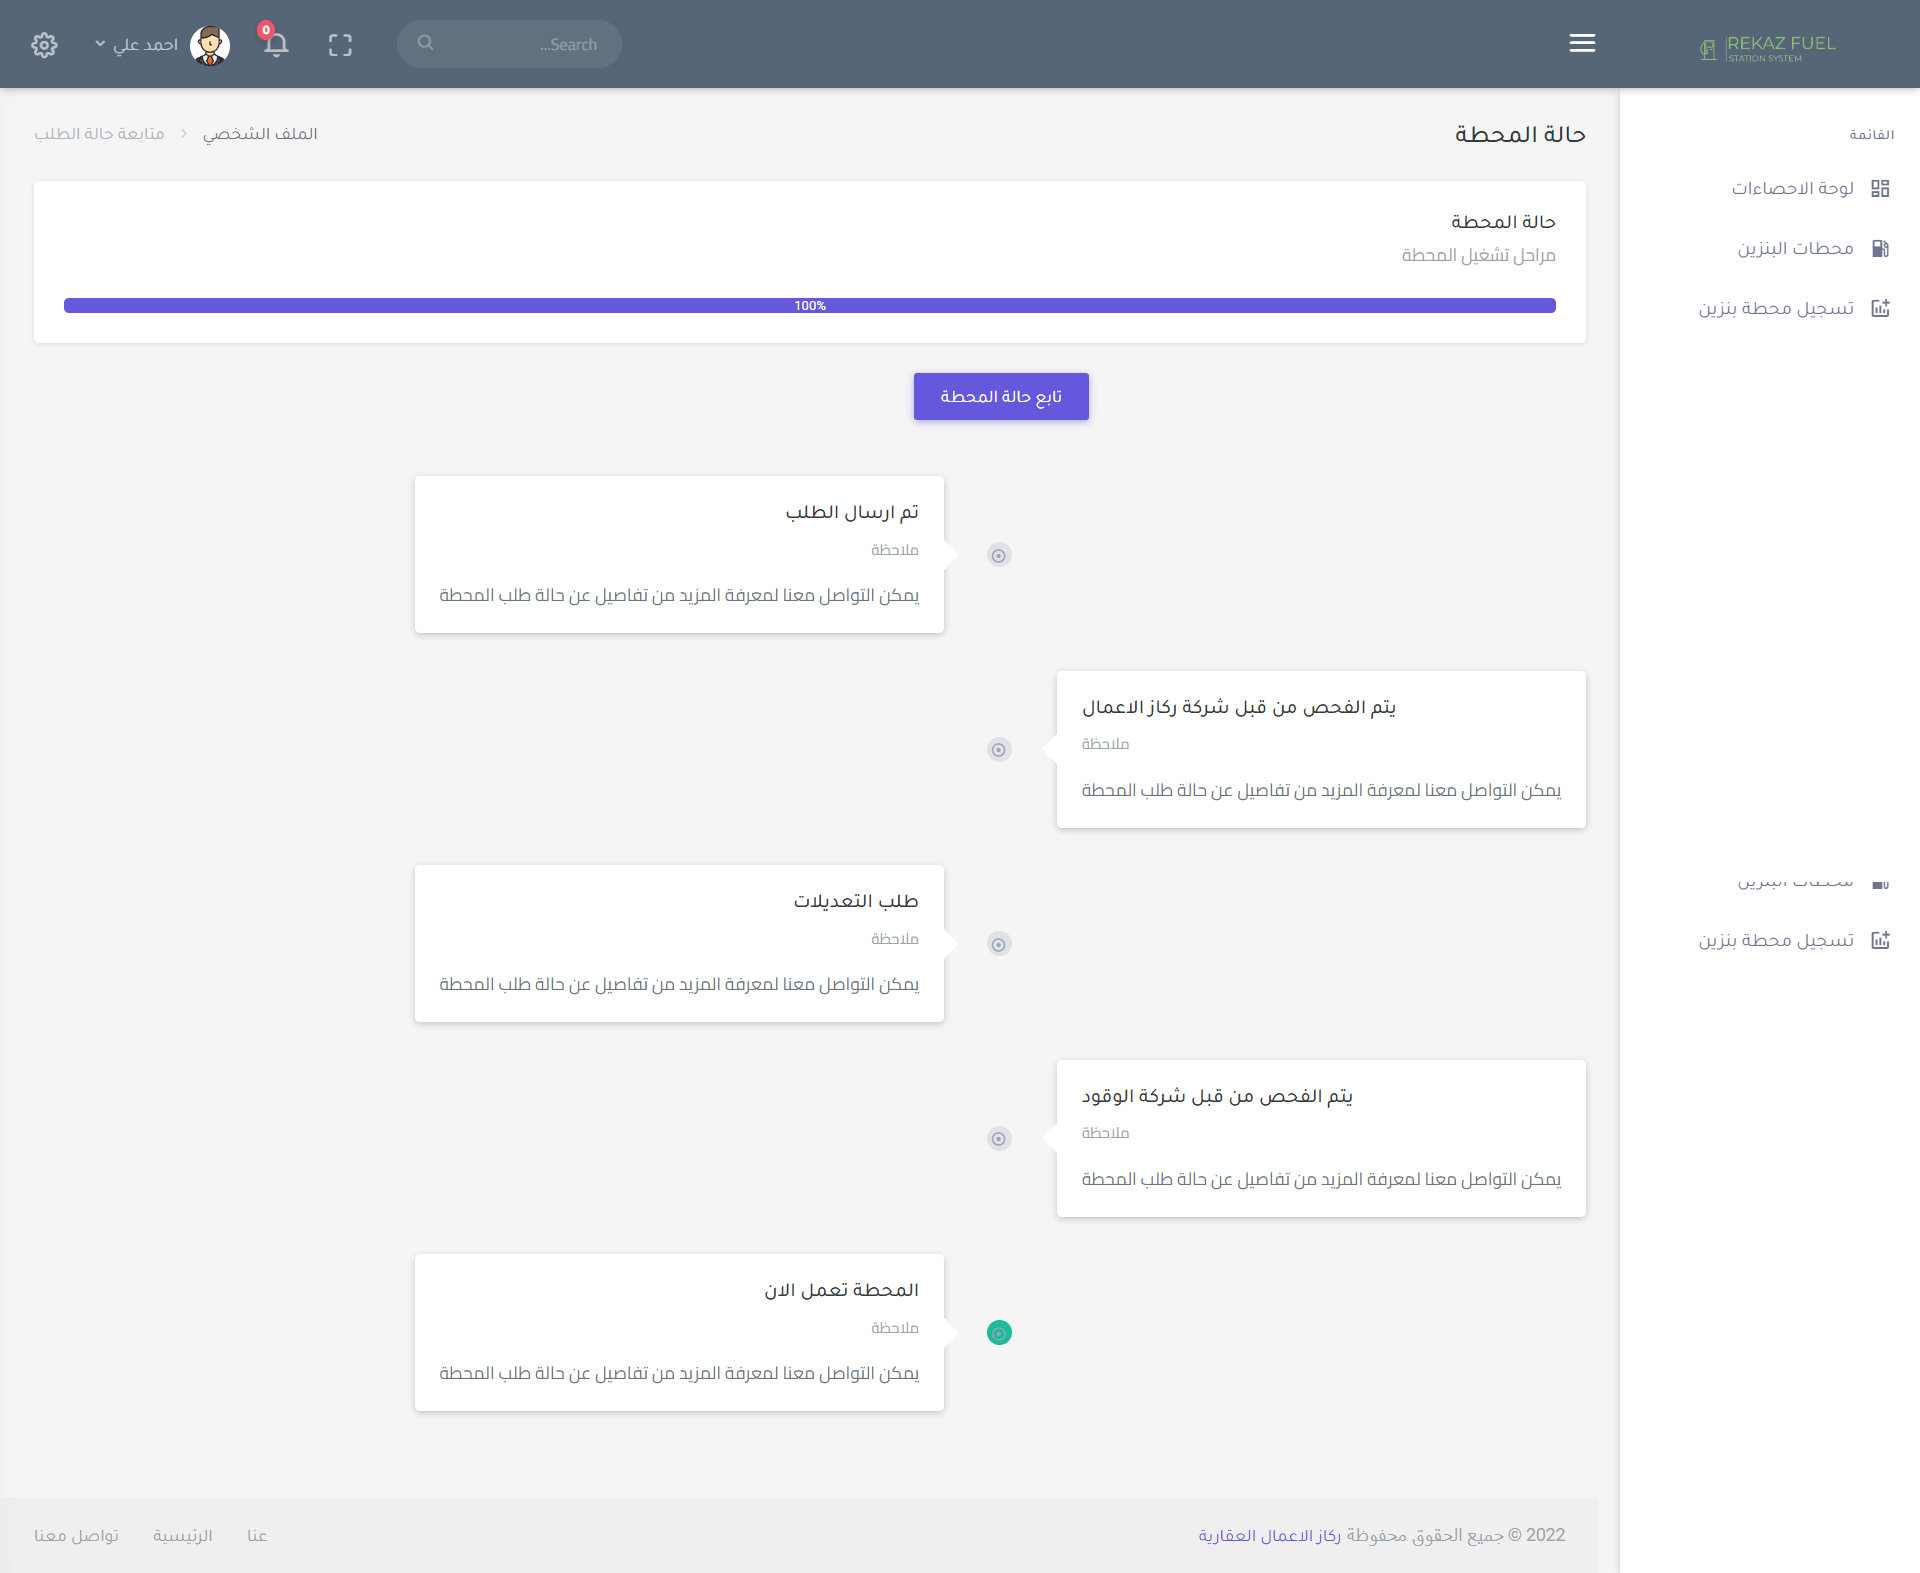 REKAZ FUEL
STATION SYSTEM
Search...
0
احمد علي
القائمة
لوحة الاحصاءات
محطات البنزين
تسجيل محطة بنزين
محطات البنزين
تسجيل محطة بنزين
حالة المحطة
الملف الشخصي
متابعة حالة الطلب
حالة المحطة
مراحل تشغيل المحطة
100%
تابع حالة المحطة
تم ارسال الطلب
ملاحظة
يمكن التواصل معنا لمعرفة المزيد من تفاصيل عن حالة طلب المحطة
يتم الفحص من قبل شركة ركاز الاعمال
ملاحظة
يمكن التواصل معنا لمعرفة المزيد من تفاصيل عن حالة طلب المحطة
طلب التعديلات
ملاحظة
يمكن التواصل معنا لمعرفة المزيد من تفاصيل عن حالة طلب المحطة
يتم الفحص من قبل شركة الوقود
ملاحظة
يمكن التواصل معنا لمعرفة المزيد من تفاصيل عن حالة طلب المحطة
المحطة تعمل الان
ملاحظة
يمكن التواصل معنا لمعرفة المزيد من تفاصيل عن حالة طلب المحطة
2022 © جميع الحقوق محفوظة ركاز الاعمال العقارية
عنا
الرئيسية
تواصل معنا